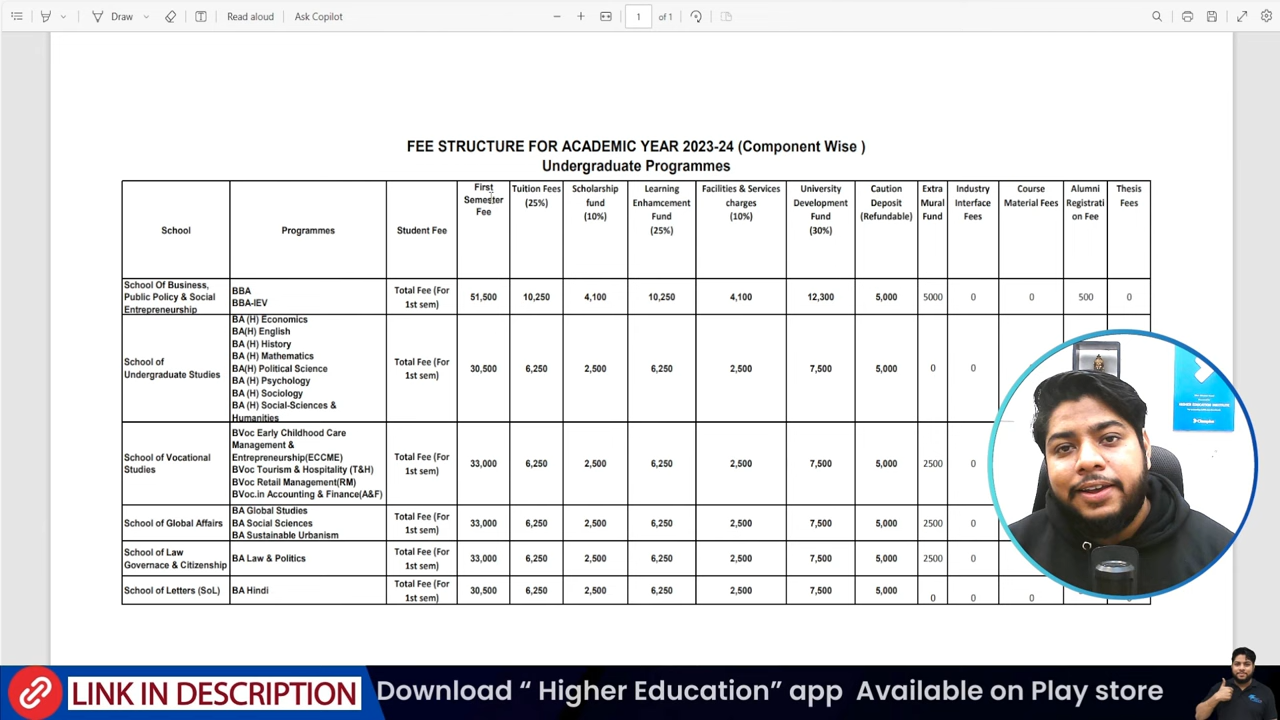 Draw
Read aloud
Ask Copilot
1 of 1
FEE STRUCTURE FOR ACADEMIC YEAR 2023-24 (Component Wise )
Undergraduate Programmes
School
Programmes
Student Fee
First
Semester
Fee
Tuition Fees
(25%)
Scholarship
fund
(10%)
Learning
Enhamcement
Fund
(25%)
Facilities & Services
charges
(10%)
University
Development
Fund
(30%)
Caution
Deposit
(Refundable)
Extra
Mural
Fund
Industry
Interface
Fees
Course
Material Fees
Alumni
Registrati
on Fee
Thesis
Fees
School Of Business,
Public Policy & Social
Entrepreneurship
BBA
BBA-IEV
Total Fee (For
1st sem)
51,500 10,250 4,100 10,250 4,100 12,300 5,000 5000 0 0 500 0
School of
Undergraduate Studies
BA (H) Economics
BA(H) English
BA (H) History
BA (H) Mathematics
BA(H) Political Science
BA (H) Psychology
BA (H) Sociology
BA (H) Social-Sciences &
Humanities
Total Fee (For
1st sem)
30,500 6,250 2,500 6,250 2,500 7,500 5,000 0 0
School of Vocational
Studies
BVoc Early Childhood Care
Management &
Entrepreneurship(ECCME)
BVoc Tourism & Hospitality (T&H)
BVoc Retail Management(RM)
BVoc.in Accounting & Finance(A&F)
Total Fee (For
1st sem)
33,000 6,250 2,500 6,250 2,500 7,500 5,000 2500 0
School of Global Affairs
BA Global Studies
BA Social Sciences
BA Sustainable Urbanism
Total Fee (For
1st sem)
33,000 6,250 2,500 6,250 2,500 7,500 5,000 2500 0
School of Law
Governace & Citizenship
BA Law & Politics
Total Fee (For
1st sem)
33,000 6,250 2,500 6,250 2,500 7,500 5,000 2500 0
School of Letters (SoL)
BA Hindi
Total Fee (For
1st sem)
30,500 6,250 2,500 6,250 2,500 7,500 5,000 0 0 0
LINK IN DESCRIPTION
Download “ Higher Education” app Available on Play store